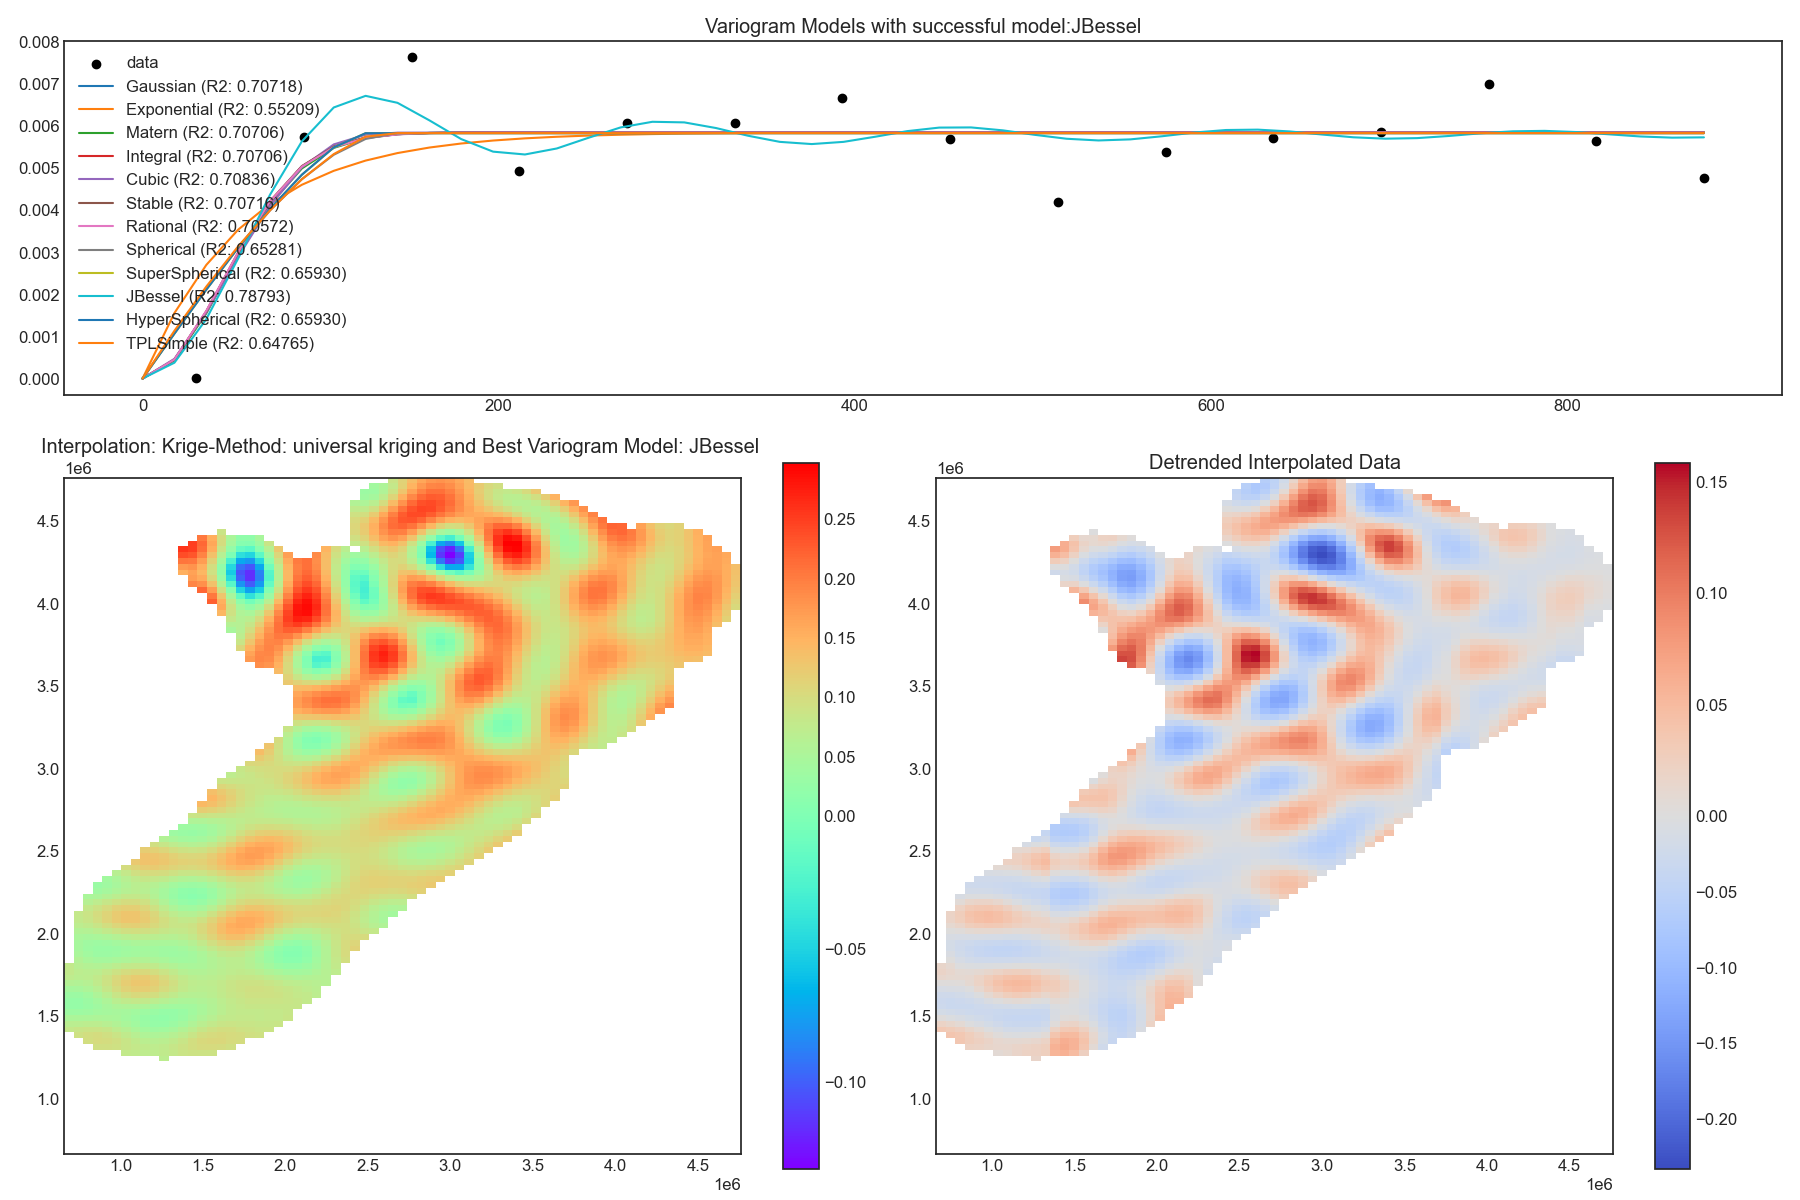 Variogram Models with successful model:JBessel
0.008
0.007
0.006
0.005
0.004
0.003
0.002
0.001
0.000
data
Gaussian (R2: 0.70718)
Exponential (R2: 0.55209)
Matern (R2: 0.70706)
Integral (R2: 0.70706)
Cubic (R2: 0.70836)
Stable (R2: 0.70716)
Rational (R2: 0.70572)
Spherical (R2: 0.65281)
SuperSpherical (R2: 0.65930)
JBessel (R2: 0.78793)
HyperSpherical (R2: 0.65930)
TPLSimple (R2: 0.64765)
0 200 400 600 800
Interpolation: Krige-Method: universal kriging and Best Variogram Model: JBessel
1e6
4.5
4.0
3.5
3.0
2.5
2.0
1.5
1.0
1.0 1.5 2.0 2.5 3.0 3.5 4.0 4.5
1e6
0.25
0.20
0.15
0.10
0.05
0.00
−0.05
−0.10
Detrended Interpolated Data
1e6
4.5
4.0
3.5
3.0
2.5
2.0
1.5
1.0
1.0 1.5 2.0 2.5 3.0 3.5 4.0 4.5
1e6
0.15
0.10
0.05
0.00
−0.05
−0.10
−0.15
−0.20